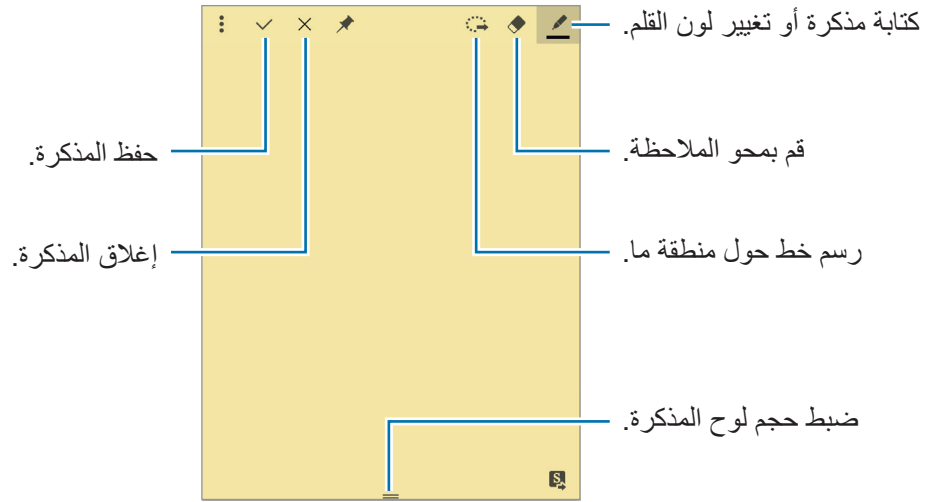 كتابة مذكرة أو تغيير لون القلم.
حفظ المذكرة.
قم بمحو الملاحظة.
إغلاق المذكرة.
رسم خط حول منطقة ما.
ضبط حجم لوح المذكرة.
S